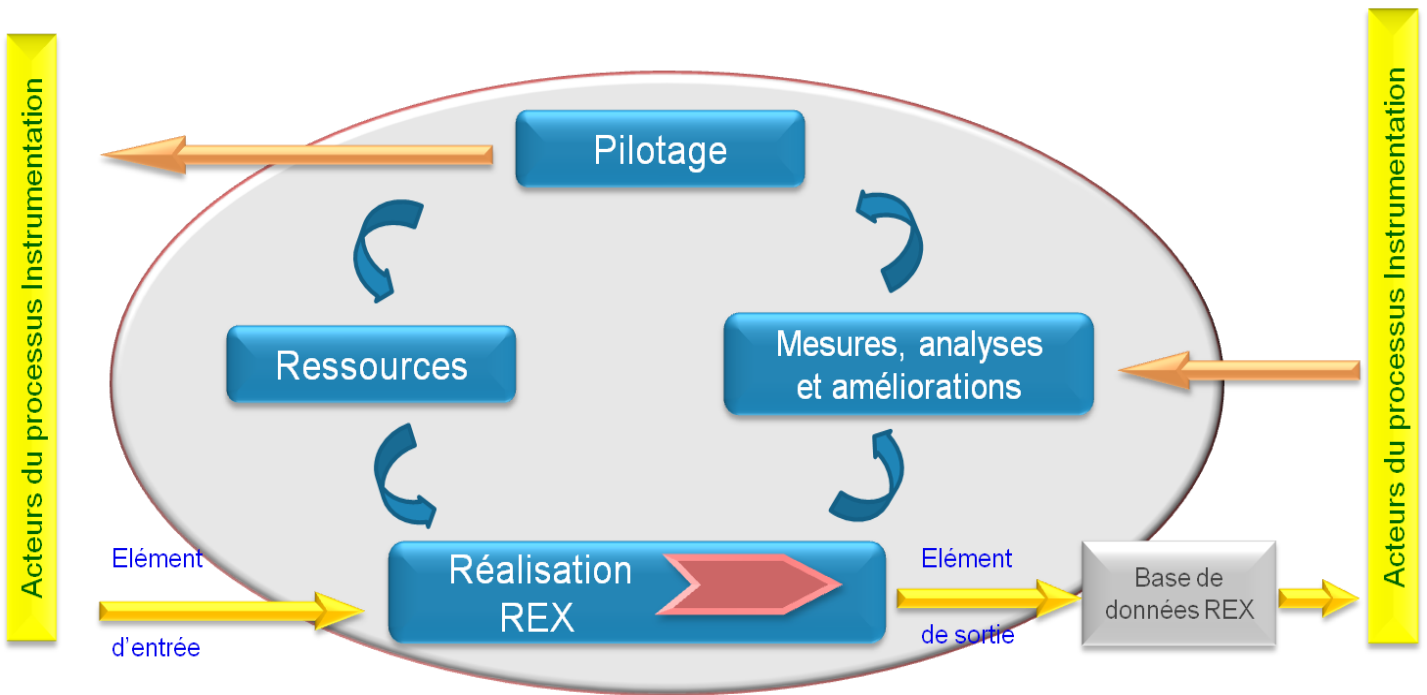 Acteurs du processus Instrumentation
Pilotage
Ressources
Mesures, analyses
et améliorations
Elément
d'entrée
Réalisation
REX
Elément
de sortie
Base de
données REX
Acteurs du processus Instrumentation